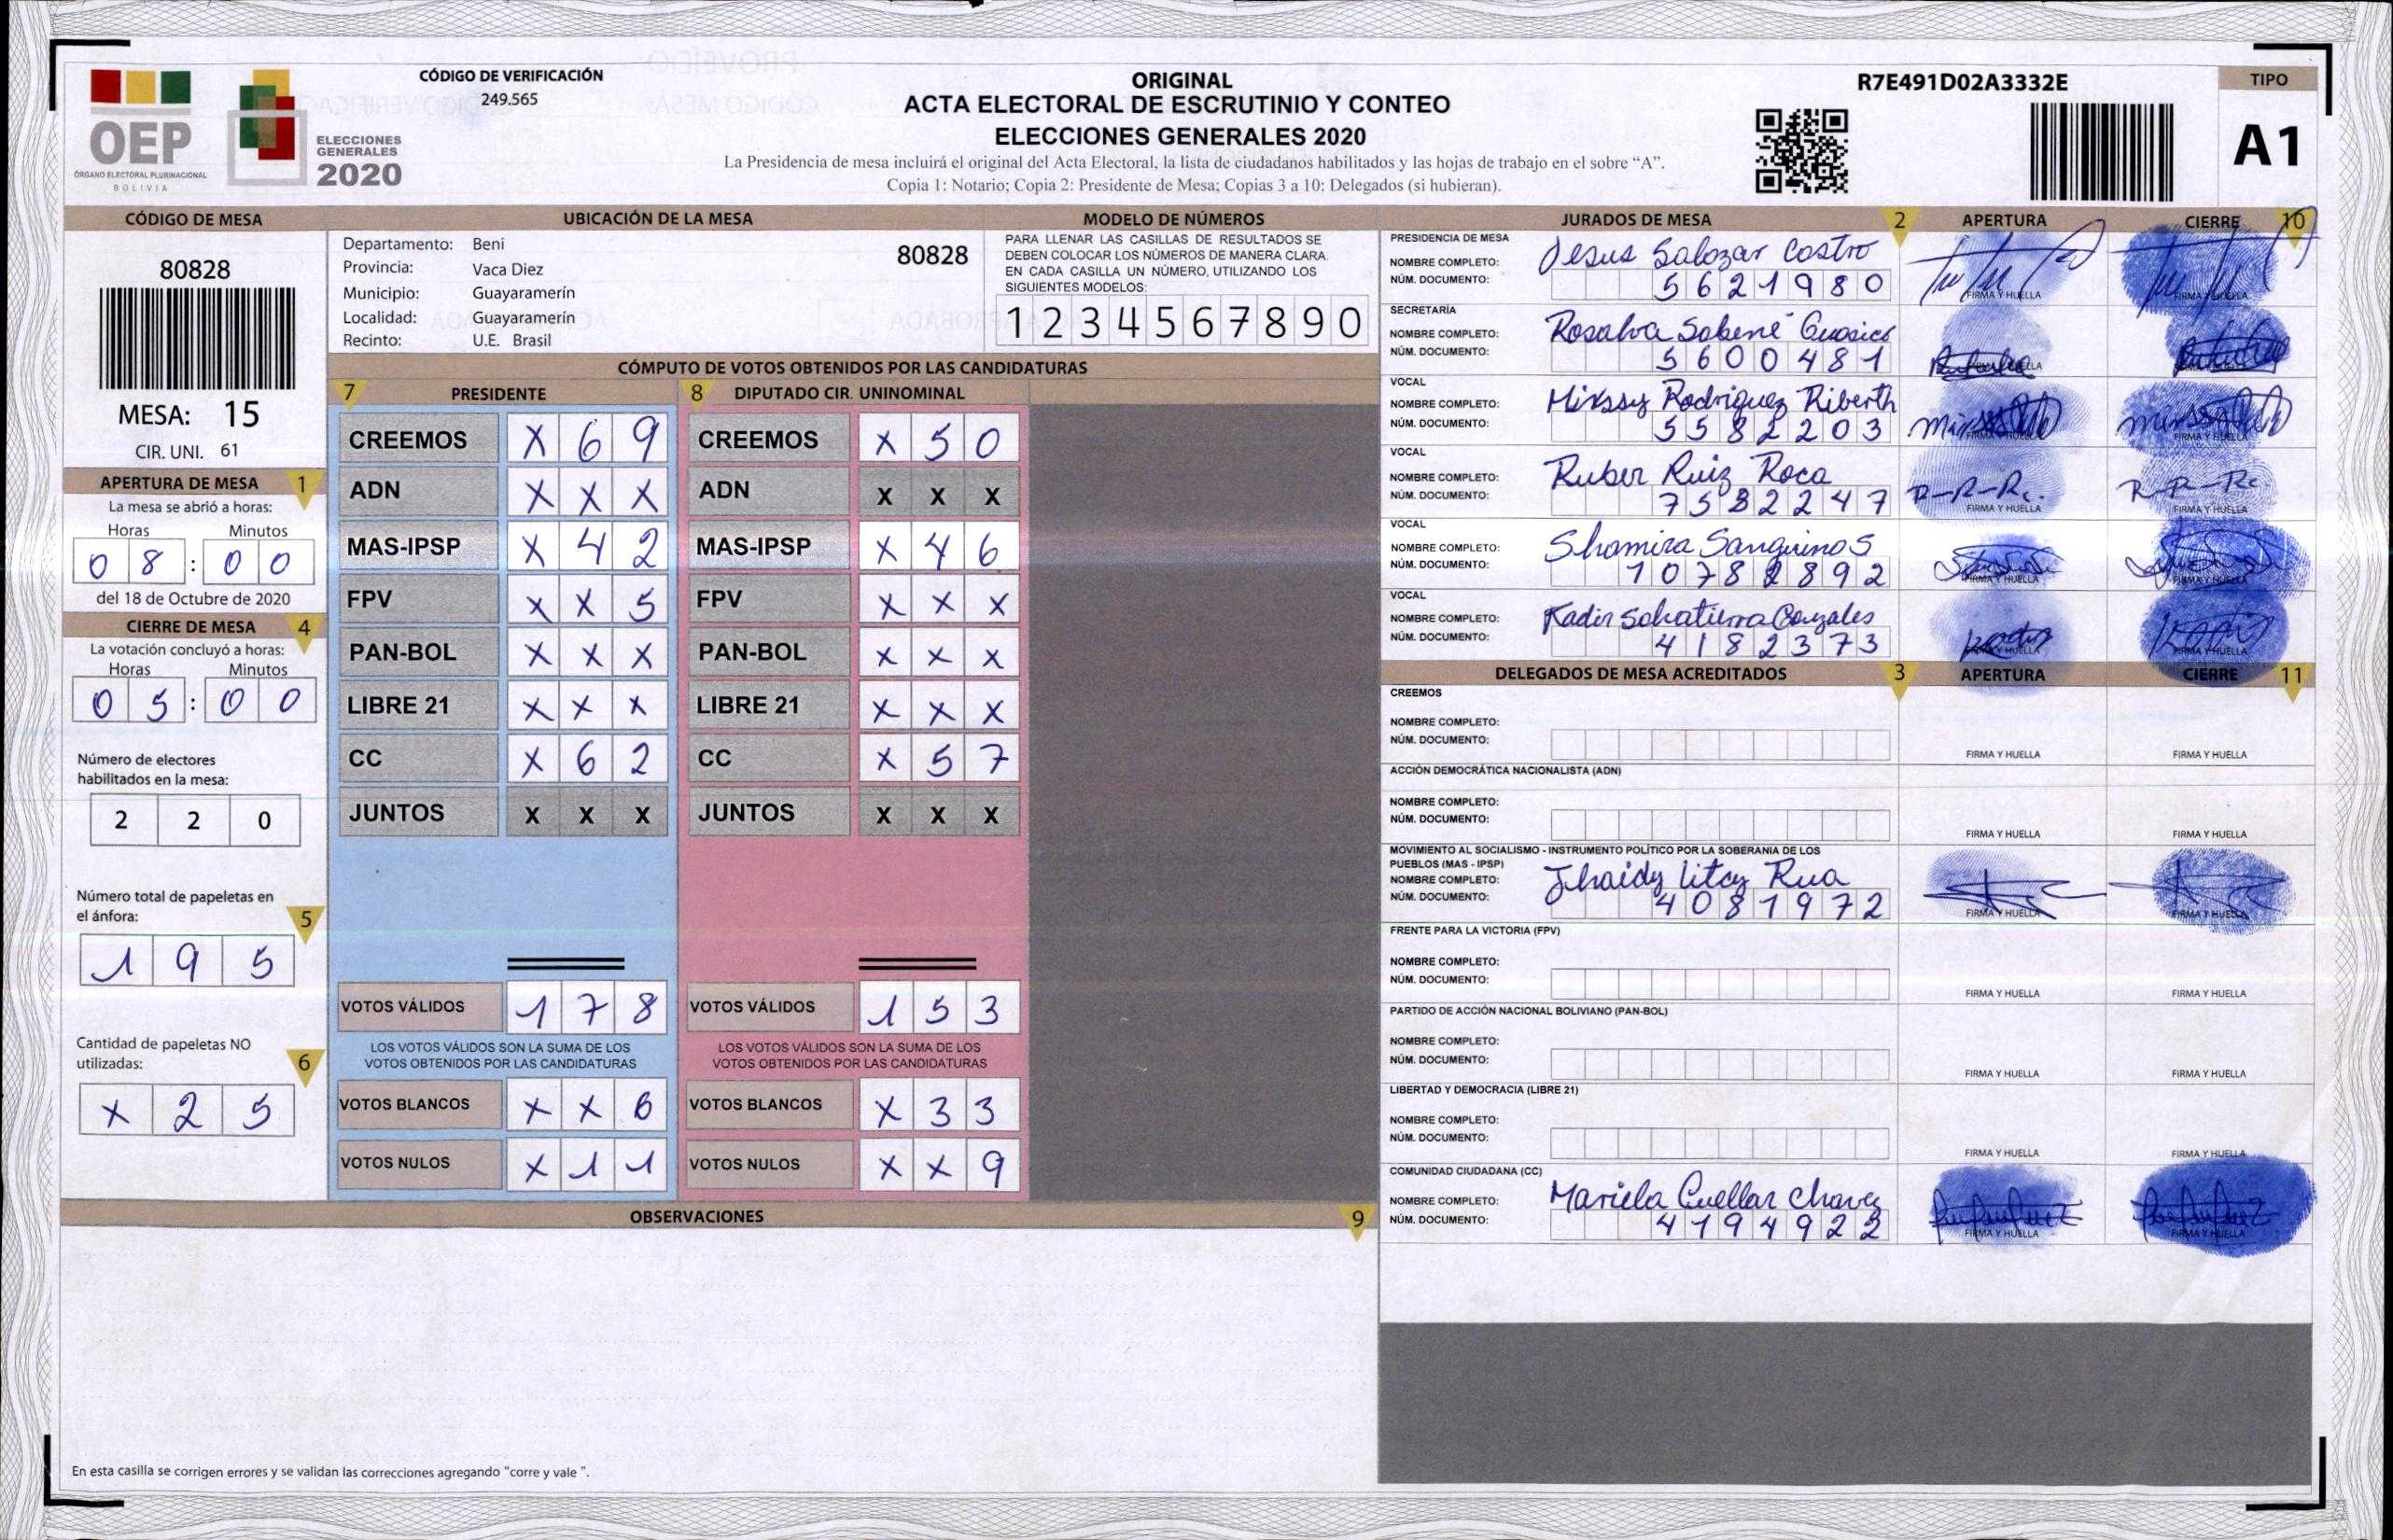 CÓDIGO DE VERIFICACIÓN
249.565
OEP
ÓRGANO ELECTORAL PLURINACIONAL
BOLIVIA
ELECCIONES
GENERALES
2020
ORIGINAL
ACTA ELECTORAL DE ESCRUTINIO Y CONTEO
ELECCIONES GENERALES 2020
La Presidencia de mesa incluirá el original del Acta Electoral, la lista de ciudadanos habilitados y las hojas de trabajo en el sobre “A”.
Copia 1: Notario; Copia 2: Presidente de Mesa; Copias 3 a 10: Delegados (si hubieran).
R7E491D02A3332E
TIPO
A1
CÓDIGO DE MESA
80828
MESA: 15
CIR. UNI. 61
APERTURA DE MESA 1
La mesa se abrió a horas:
Horas Minutos
0 8 : 0 0
del 18 de Octubre de 2020
CIERRE DE MESA 4
La votación concluyó a horas:
Horas Minutos
0 5 : 0 0
Número de electores
habilitados en la mesa:
2 2 0
Número total de papeletas en
el ánfora: 5
1 9 5
Cantidad de papeletas NO
utilizadas: 6
X 2 5
UBICACIÓN DE LA MESA
Departamento: Beni 80828
Provincia: Vaca Diez
Municipio: Guayaramerín
Localidad: Guayaramerín
Recinto: U.E. Brasil
MODELO DE NÚMEROS
PARA LLENAR LAS CASILLAS DE RESULTADOS SE
DEBEN COLOCAR LOS NÚMEROS DE MANERA CLARA.
EN CADA CASILLA UN NÚMERO, UTILIZANDO LOS
SIGUIENTES MODELOS:
1 2 3 4 5 6 7 8 9 0
CÓMPUTO DE VOTOS OBTENIDOS POR LAS CANDIDATURAS
7 PRESIDENTE
CREEMOS X 6 9
ADN X X X
MAS-IPSP X 4 2
FPV X X 5
PAN-BOL X X X
LIBRE 21 X X X
CC X 6 2
JUNTOS X X X
VOTOS VÁLIDOS 1 7 8
LOS VOTOS VÁLIDOS SON LA SUMA DE LOS
VOTOS OBTENIDOS POR LAS CANDIDATURAS
VOTOS BLANCOS X X 6
VOTOS NULOS X 1 1
8 DIPUTADO CIR. UNINOMINAL
CREEMOS X 5 0
ADN X X X
MAS-IPSP X 4 6
FPV X X X
PAN-BOL X X X
LIBRE 21 X X X
CC X 5 7
JUNTOS X X X
VOTOS VÁLIDOS 1 5 3
LOS VOTOS VÁLIDOS SON LA SUMA DE LOS
VOTOS OBTENIDOS POR LAS CANDIDATURAS
VOTOS BLANCOS X 3 3
VOTOS NULOS X X 9
OBSERVACIONES 9
En esta casilla se corrigen errores y se validan las correcciones agregando “corre y vale ”.
JURADOS DE MESA 2 APERTURA CIERRE 10
PRESIDENCIA DE MESA
NOMBRE COMPLETO: Jesus Salazar Castro
NÚM. DOCUMENTO: 5621980
FIRMA Y HUELLA FIRMA Y HUELLA
SECRETARÍA
NOMBRE COMPLETO: Rosalva
NÚM. DOCUMENTO: 5600481
FIRMA Y HUELLA
VOCAL
NOMBRE COMPLETO: Mirssy Rodriguez Riberth
NÚM. DOCUMENTO: 5582203
FIRMA Y HUELLA FIRMA Y HUELLA
VOCAL
NOMBRE COMPLETO: Ruber Ruiz Roca
NÚM. DOCUMENTO: 7582247
R-R-Rc. R-R-Rc
FIRMA Y HUELLA FIRMA Y HUELLA
VOCAL
NOMBRE COMPLETO: Shamira Sanguino S
NÚM. DOCUMENTO: 10782892
FIRMA Y HUELLA FIRMA Y HUELLA
VOCAL
NOMBRE COMPLETO: Kadir
NÚM. DOCUMENTO: 4182373
FIRMA Y HUELLA FIRMA Y HUELLA
DELEGADOS DE MESA ACREDITADOS 3 APERTURA CIERRE 11
CREEMOS
NOMBRE COMPLETO:
NÚM. DOCUMENTO:
FIRMA Y HUELLA FIRMA Y HUELLA
ACCIÓN DEMOCRÁTICA NACIONALISTA (ADN)
NOMBRE COMPLETO:
NÚM. DOCUMENTO:
FIRMA Y HUELLA FIRMA Y HUELLA
MOVIMIENTO AL SOCIALISMO - INSTRUMENTO POLÍTICO POR LA SOBERANIA DE LOS
PUEBLOS (MAS - IPSP)
NOMBRE COMPLETO: Jhaidy Litcy Rua
NÚM. DOCUMENTO: 4081972
FIRMA Y HUELLA FIRMA Y HUELLA
FRENTE PARA LA VICTORIA (FPV)
NOMBRE COMPLETO:
NÚM. DOCUMENTO:
FIRMA Y HUELLA FIRMA Y HUELLA
PARTIDO DE ACCIÓN NACIONAL BOLIVIANO (PAN-BOL)
NOMBRE COMPLETO:
NÚM. DOCUMENTO:
FIRMA Y HUELLA FIRMA Y HUELLA
LIBERTAD Y DEMOCRACIA (LIBRE 21)
NOMBRE COMPLETO:
NÚM. DOCUMENTO:
FIRMA Y HUELLA FIRMA Y HUELLA
COMUNIDAD CIUDADANA (CC)
NOMBRE COMPLETO: Mariela Cuellar Chavez
NÚM. DOCUMENTO: 4194922
FIRMA Y HUELLA FIRMA Y HUELLA